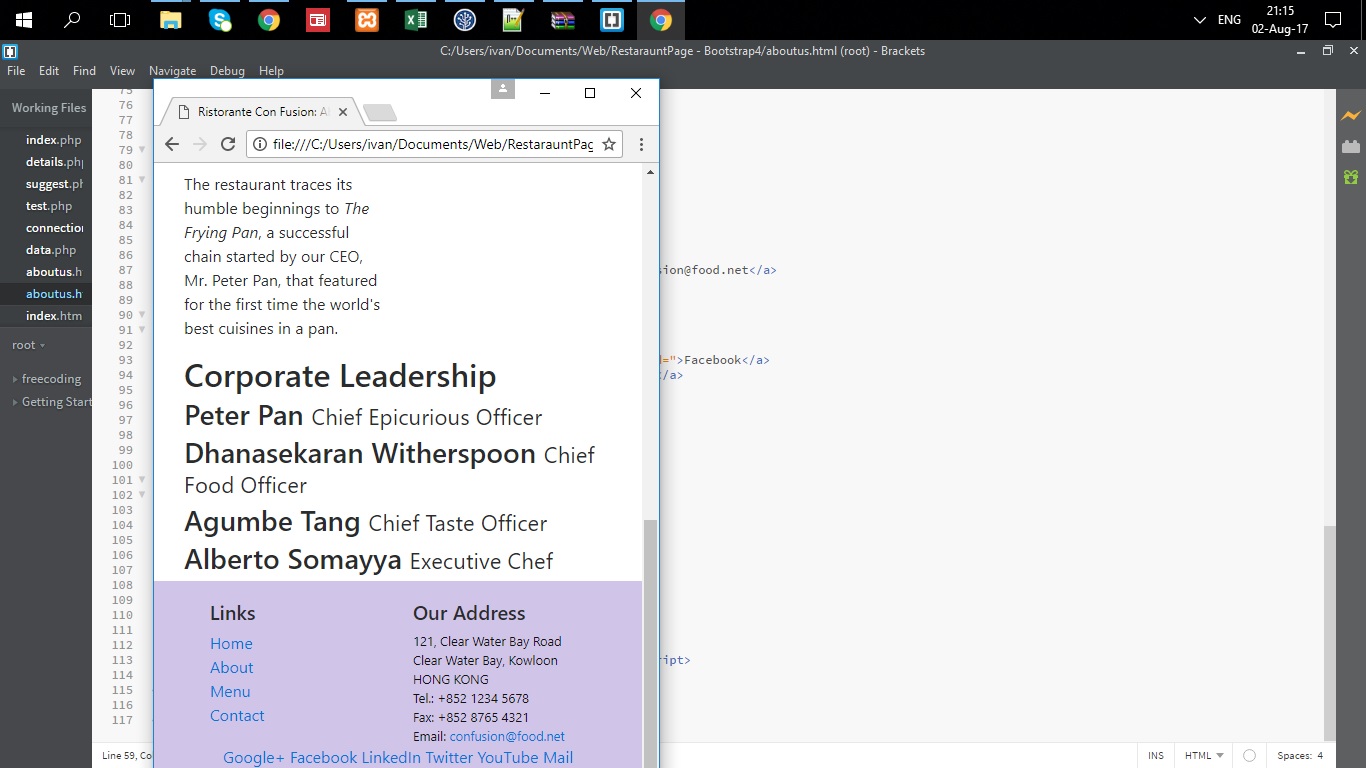 ENG
21:15
02-Aug-17
C:/Users/ivan/Documents/Web/RestarauntPage - Bootstrap4/aboutus.html (root) - Brackets
File Edit Find View Navigate Debug Help
Working Files
index.php
details.ph
suggest.ph
test.php
connection
data.php
aboutus.h
aboutus.h
index.htm
root
freecoding
Getting Start
Ristorante Con Fusion: A
file:///C:/Users/ivan/Documents/Web/RestarauntPag
The restaurant traces its
humble beginnings to The
Frying Pan, a successful
chain started by our CEO,
Mr. Peter Pan, that featured
for the first time the world's
best cuisines in a pan.
Corporate Leadership
Peter Pan Chief Epicurious Officer
Dhanasekaran Witherspoon Chief
Food Officer
Agumbe Tang Chief Taste Officer
Alberto Somayya Executive Chef
Links
Home
About
Menu
Contact
Our Address
121, Clear Water Bay Road
Clear Water Bay, Kowloon
HONG KONG
Tel.: +852 1234 5678
Fax: +852 8765 4321
Email: confusion@food.net
Google+ Facebook LinkedIn Twitter YouTube Mail
75
76
77
78
79
80
81
82
83
84
85
86
87 sion@food.net</a>
88
89
90
91
92
93 =">Facebook</a>
94 /a>
95
96
97
98
99
100
101
102
103
104
105
106
107
108
109
110
111
112
113 ript>
114
115
116
117
Line 59, Co
INS HTML Spaces: 4